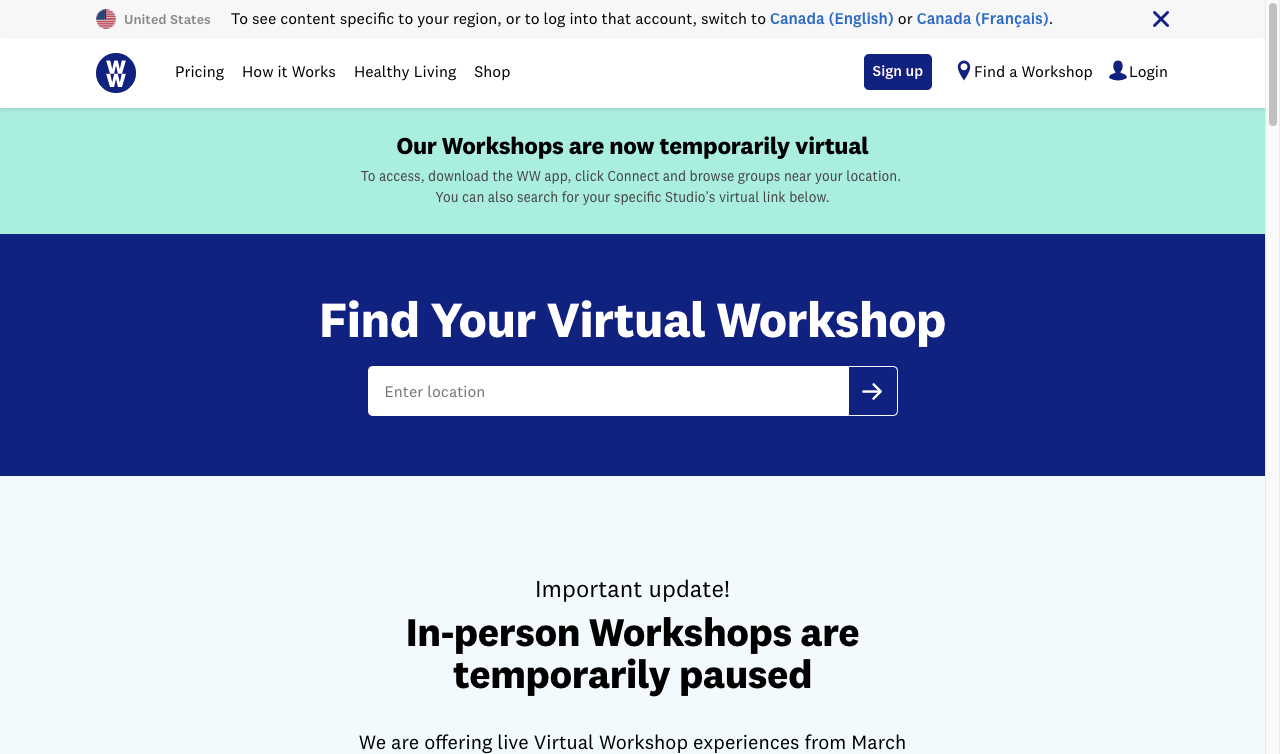 United States To see content specific to your region, or to log into that account, switch to Canada (English) or Canada (Français).
WW Pricing How it Works Healthy Living Shop Sign up Find a Workshop Login
Our Workshops are now temporarily virtual
To access, download the WW app, click Connect and browse groups near your location.
You can also search for your specific Studio's virtual link below.
Find Your Virtual Workshop
Enter location
Important update!
In-person Workshops are
temporarily paused
We are offering live Virtual Workshop experiences from March